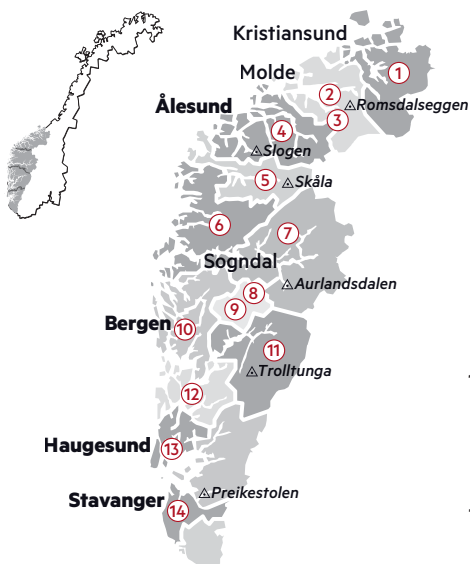 Kristiansund
1
Molde
2
Romsdalseggen
Ålesund
3
4
Slogen
5
Skåla
6
7
Sogndal
Aurlandsdalen
8
9
Bergen
10
11
Trolltunga
12
Haugesund
13
Preikestolen
Stavanger
14